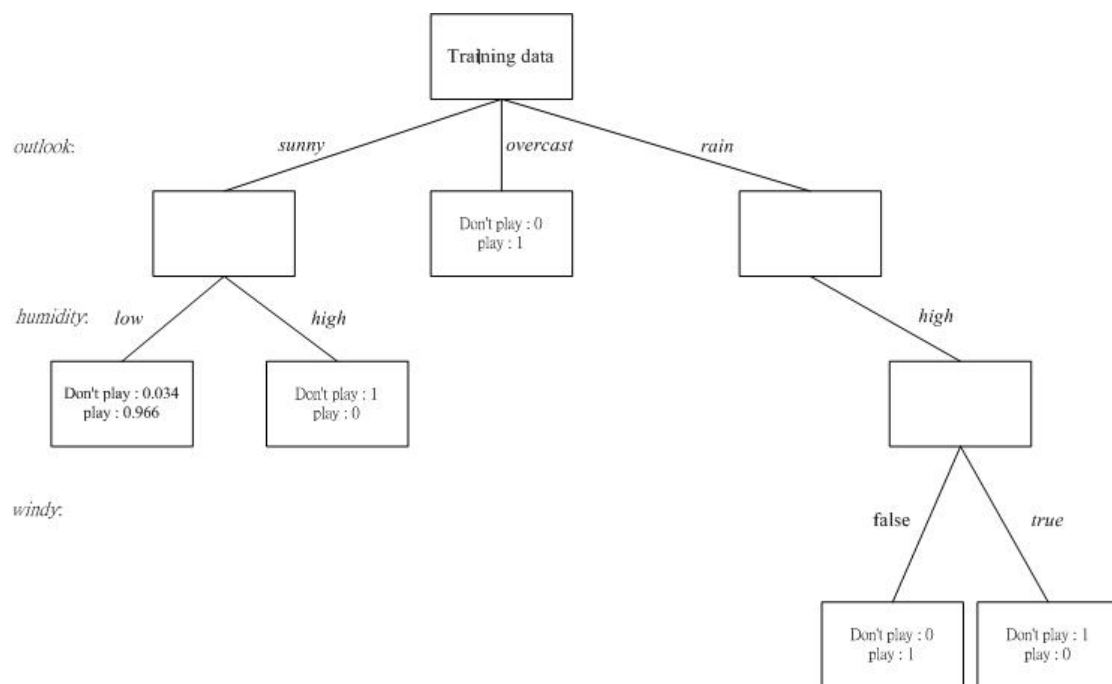 Training data
outlook:
sunny
overcast
rain
Don't play : 0
play : 1
humidity:
low
high
high
Don't play : 0.034
play : 0.966
Don't play : 1
play : 0
windy:
false
true
Don't play : 0
play : 1
Don't play : 1
play : 0